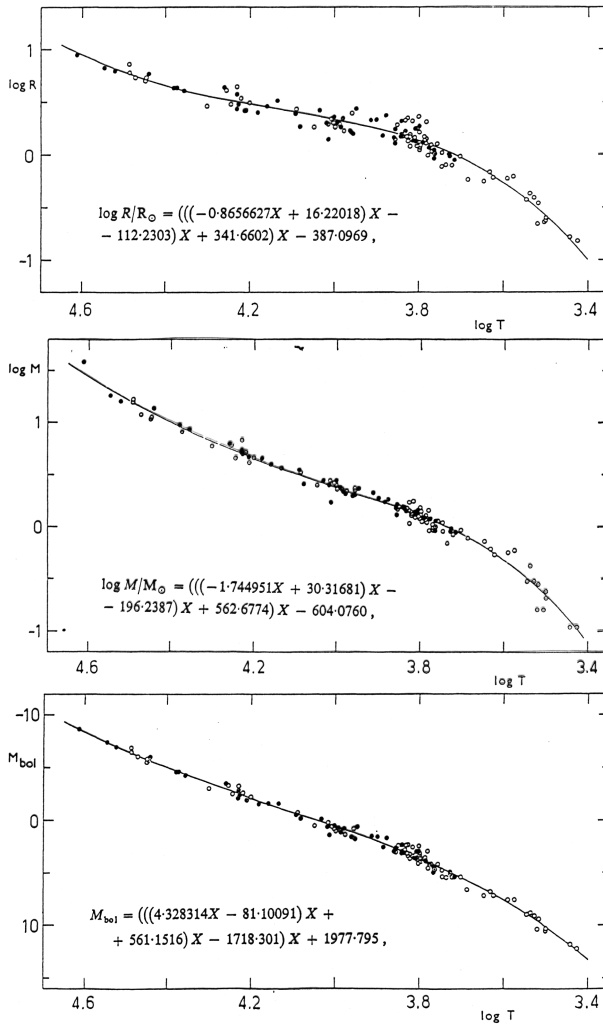 1
log R
0
-1
log R/R⊙ = (((−0·8656627X + 16·22018) X −
− 112·2303) X + 341·6602) X − 387·0969 ,
4.6
4.2
3.8
3.4
log T
log M
1
0
-1
log M/M⊙ = (((−1·744951X + 30·31681) X −
− 196·2387) X + 562·6774) X − 604·0760 ,
4.6
4.2
3.8
3.4
log T
-10
Mbol
0
10
Mbol = (((4·328314X − 81·10091) X +
+ 561·1516) X − 1718·301) X + 1977·795 ,
4.6
4.2
3.8
3.4
log T